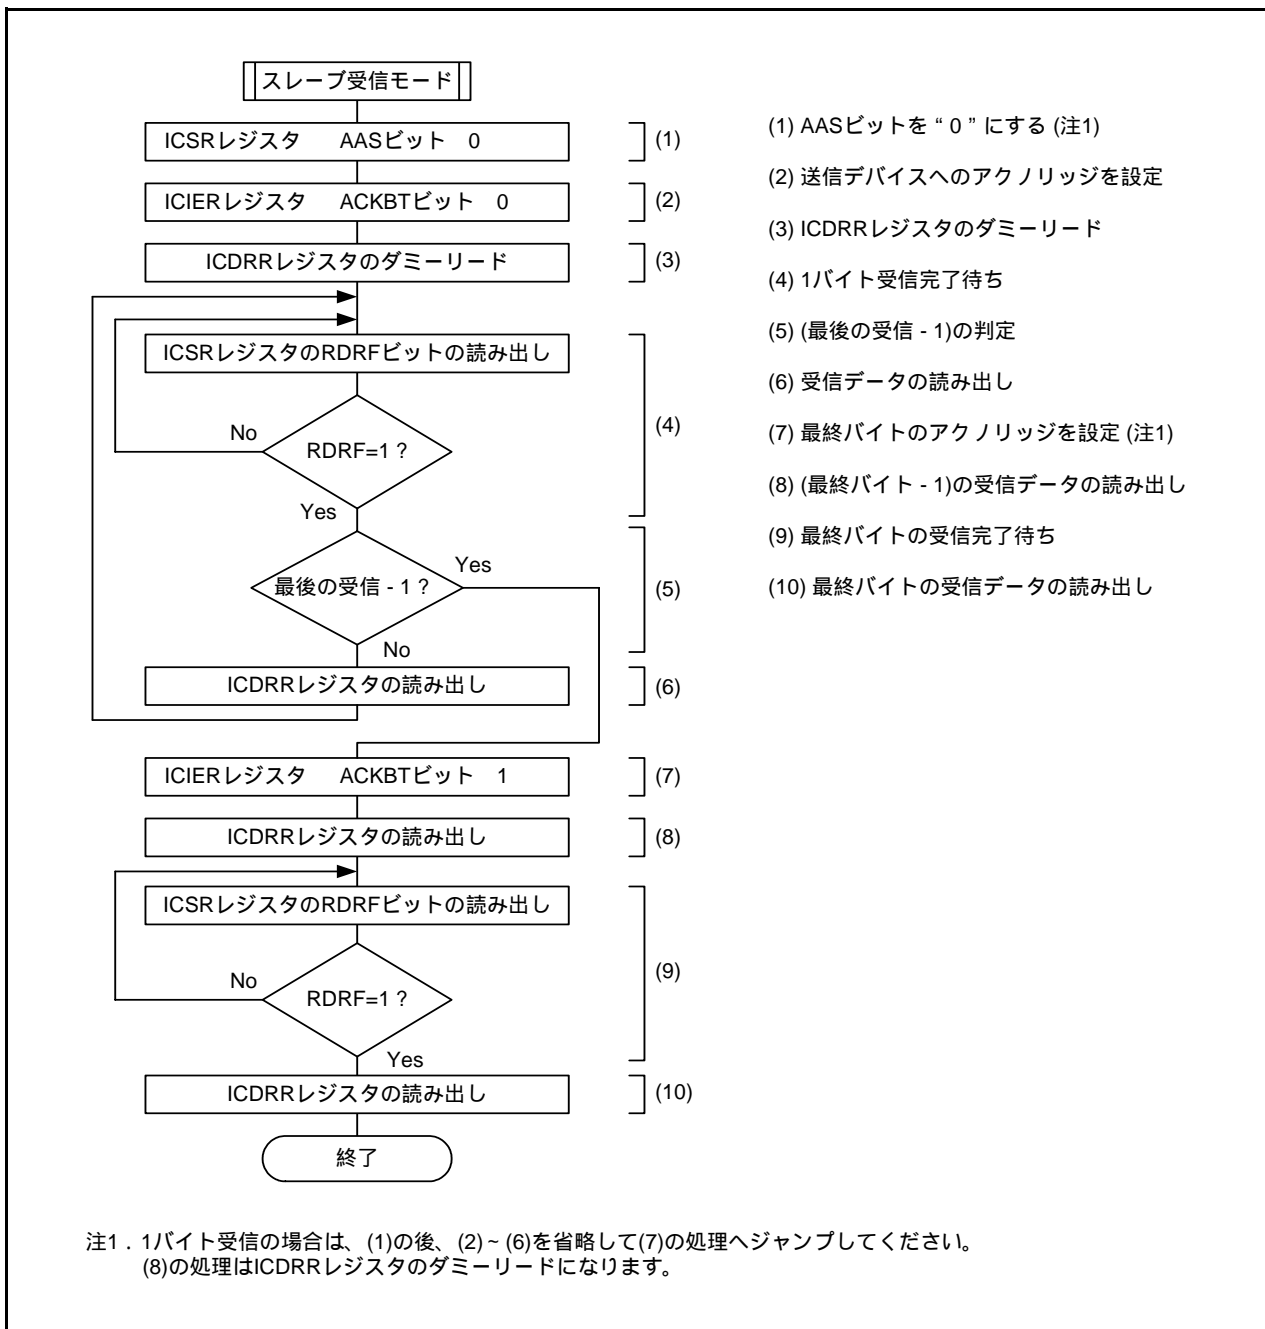 スレーブ受信モード
ICSRレジスタ　AASビット　0
(1)
ICIERレジスタ　ACKBTビット　0
(2)
ICDRRレジスタのダミーリード
(3)
ICSRレジスタのRDRFビットの読み出し
RDRF=1 ?
No
Yes
(4)
最後の受信 - 1 ?
Yes
No
(5)
ICDRRレジスタの読み出し
(6)
ICIERレジスタ　ACKBTビット　1
(7)
ICDRRレジスタの読み出し
(8)
ICSRレジスタのRDRFビットの読み出し
RDRF=1 ?
No
Yes
(9)
ICDRRレジスタの読み出し
(10)
終了
(1) AASビットを “ 0 ” にする (注1)
(2) 送信デバイスへのアクノリッジを設定
(3) ICDRRレジスタのダミーリード
(4) 1バイト受信完了待ち
(5) (最後の受信 - 1)の判定
(6) 受信データの読み出し
(7) 最終バイトのアクノリッジを設定 (注1)
(8) (最終バイト - 1)の受信データの読み出し
(9) 最終バイトの受信完了待ち
(10) 最終バイトの受信データの読み出し
注1．1バイト受信の場合は、(1)の後、(2) ~ (6)を省略して(7)の処理へジャンプしてください。
(8)の処理はICDRRレジスタのダミーリードになります。